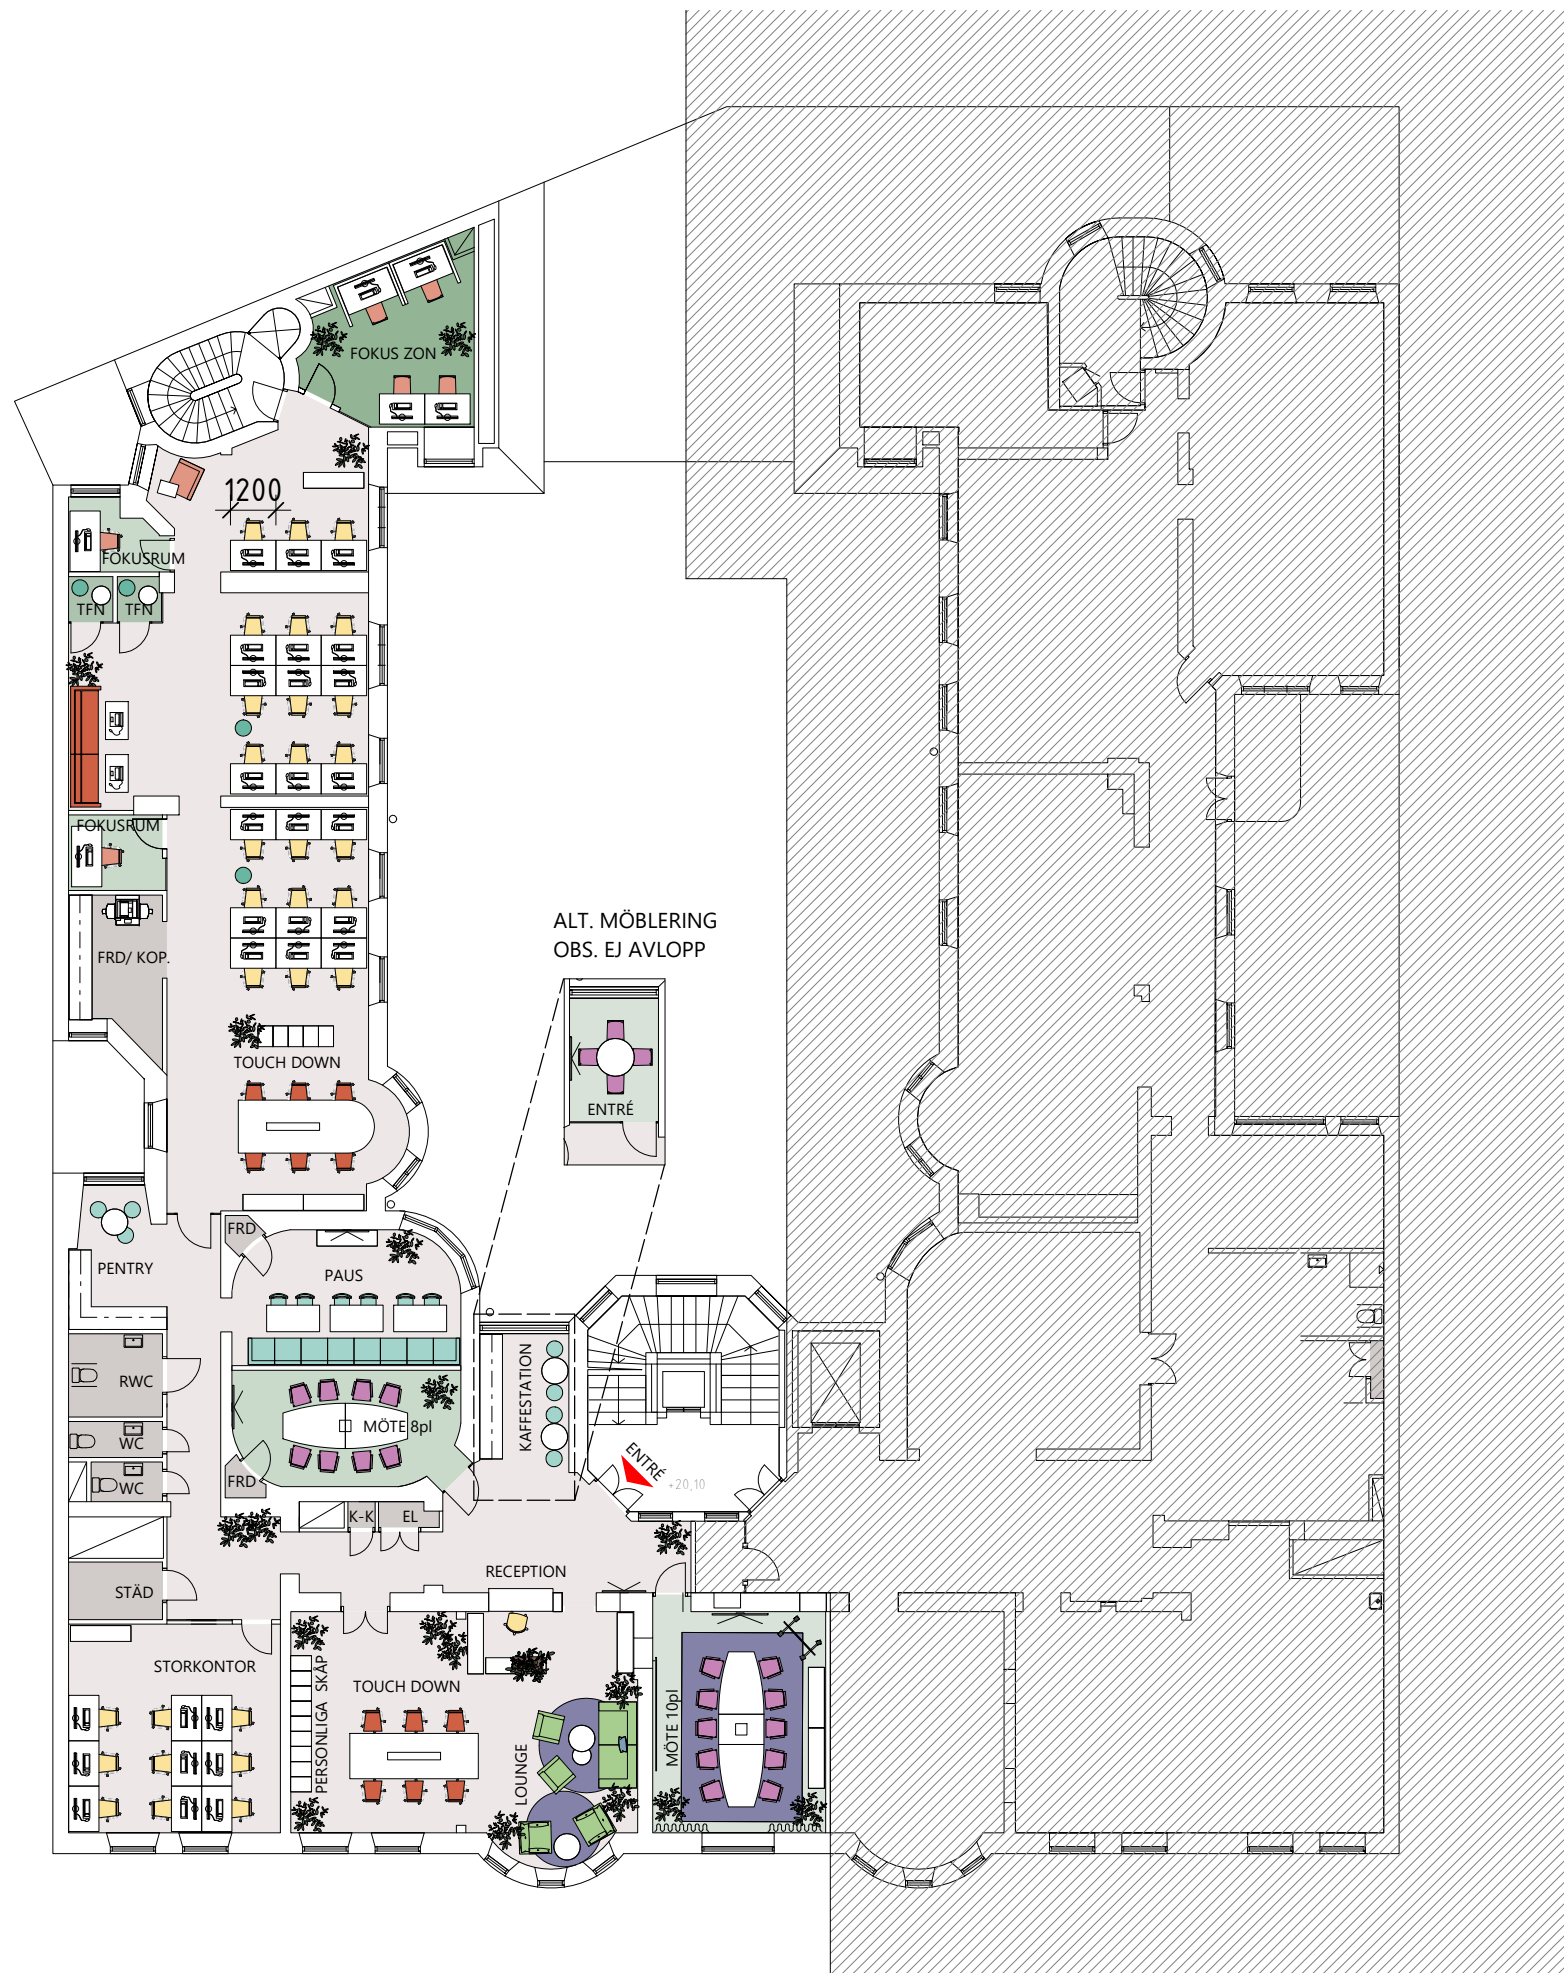 FOKUS ZON
1200
FOKUSRUM
TFN
TFN
FOKUSRUM
FRD/ KOP.
ALT. MÖBLERING
OBS. EJ AVLOPP
TOUCH DOWN
ENTRÉ
FRD
PENTRY
PAUS
KAFFESTATION
RWC
MÖTE 8pl
WC
ENTRÉ
+20,10
FRD
WC
K-K
EL
RECEPTION
STÄD
STORKONTOR
PERSONLIGA SKÅP
TOUCH DOWN
LOUNGE
MÖTE 10pl